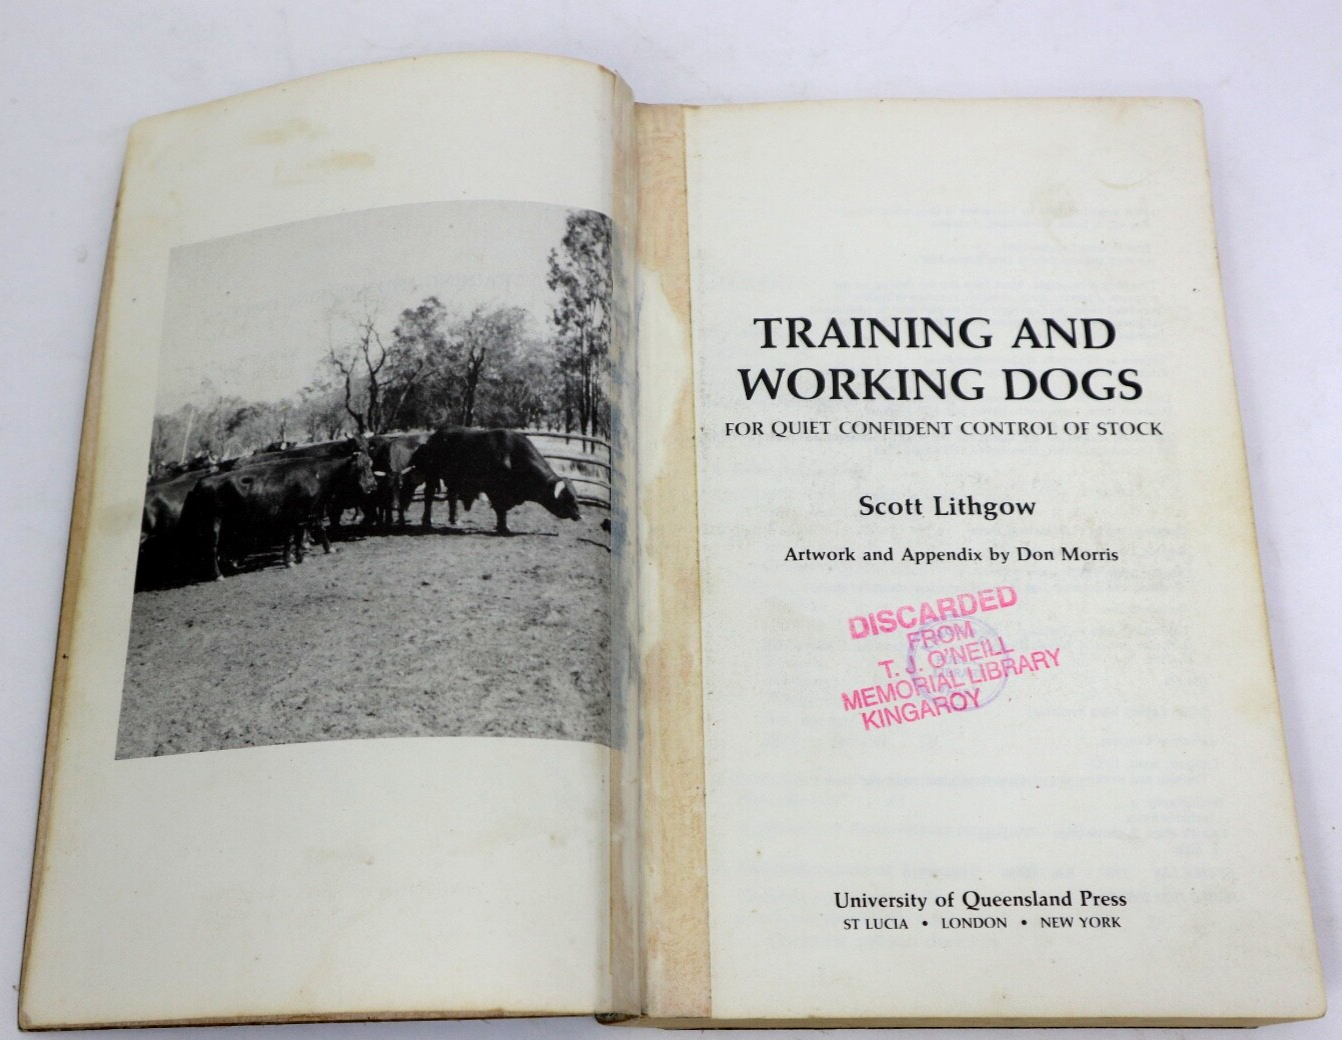 TRAINING AND
WORKING DOGS
FOR QUIET CONFIDENT CONTROL OF STOCK
Scott Lithgow
Artwork and Appendix by Don Morris
DISCARDED
FROM
T. J. O'NEILL
MEMORIAL LIBRARY
KINGAROY
University of Queensland Press
ST LUCIA • LONDON • NEW YORK